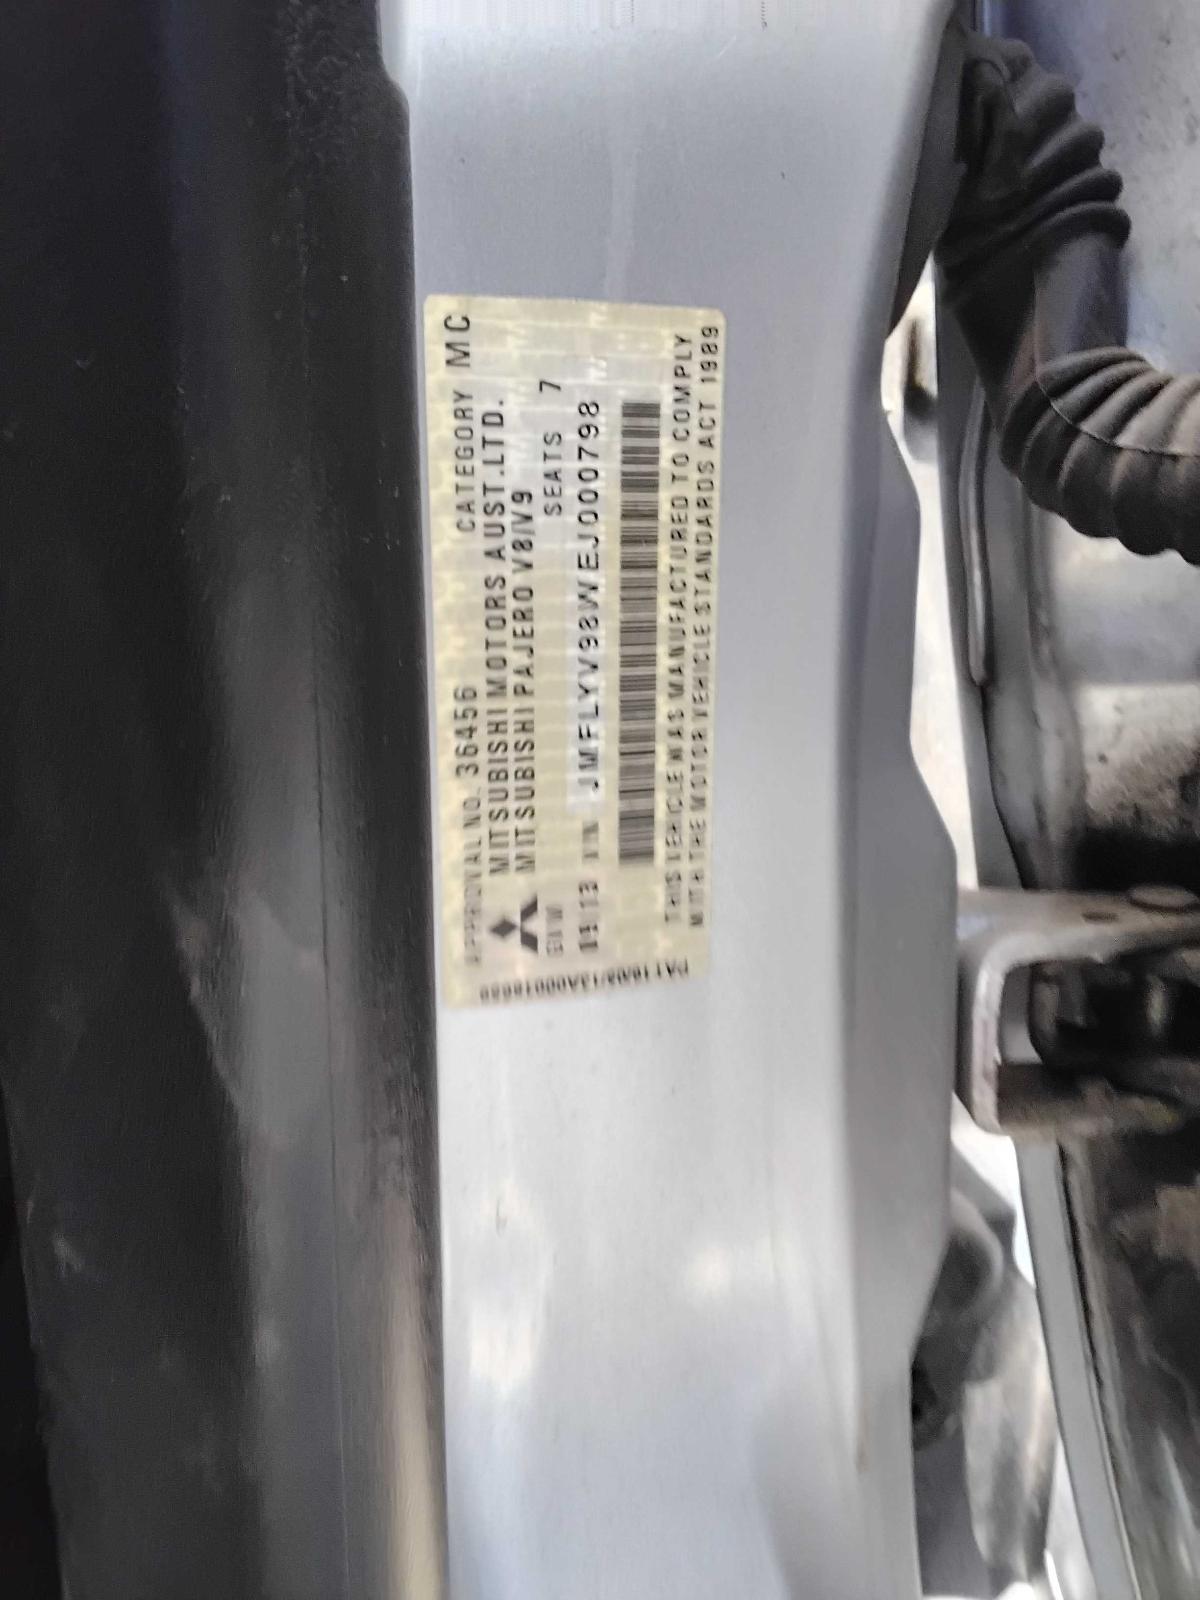 APPROVAL NO. 36456 CATEGORY MC
MITSUBISHI MOTORS AUST.LTD.
MITSUBISHI PAJERO V8/V9
SEATS 7
VIN JMFLYV98WEJ000798
THIS VEHICLE WAS MANUFACTURED TO COMPLY
WITH THE MOTOR VEHICLE STANDARDS ACT 1989